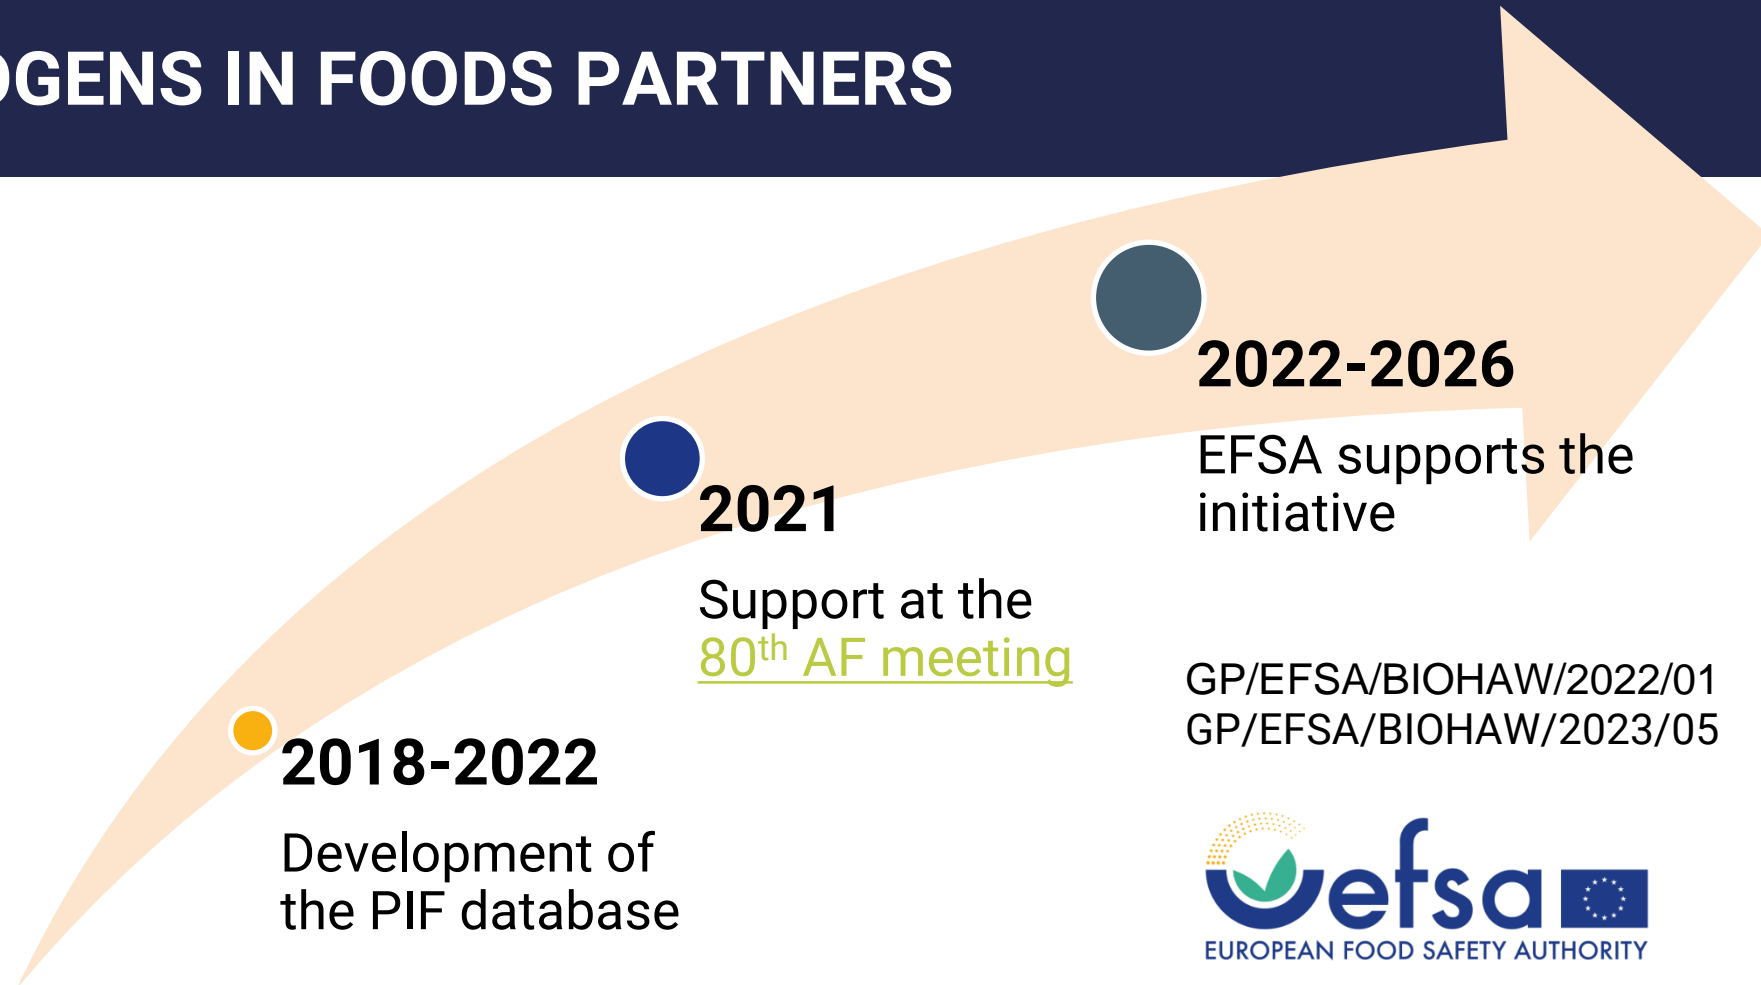 OGENS IN FOODS PARTNERS
2022-2026
EFSA supports the
initiative
2021
Support at the
80th AF meeting
GP/EFSA/BIOHAW/2022/01
GP/EFSA/BIOHAW/2023/05
2018-2022
Development of
the PIF database
efsa
EUROPEAN FOOD SAFETY AUTHORITY